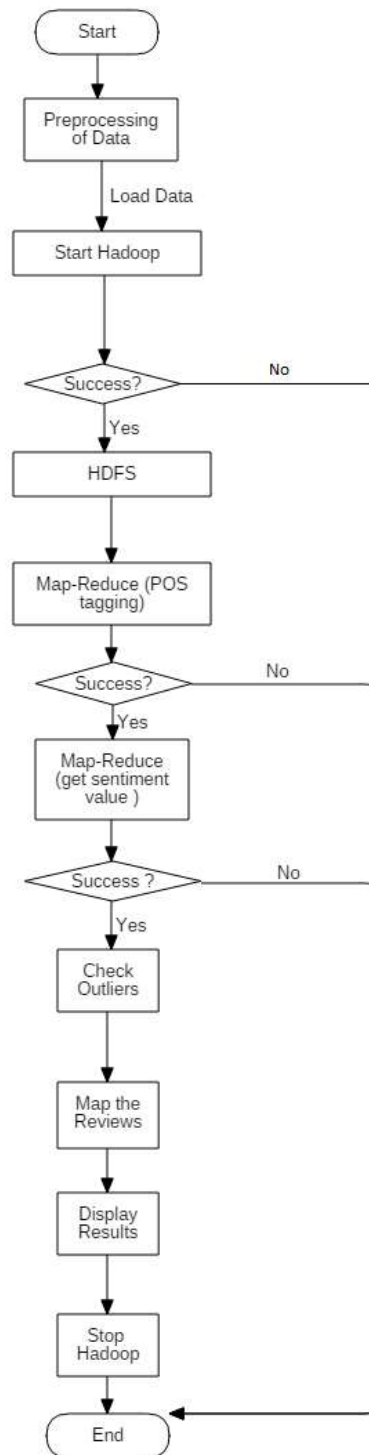 Start
Preprocessing
of Data
Load Data
Start Hadoop
Success?
No
Yes
HDFS
Map-Reduce (POS
tagging)
Success?
No
Yes
Map-Reduce
(get sentiment
value )
Success ?
No
Yes
Check
Outliers
Map the
Reviews
Display
Results
Stop
Hadoop
End